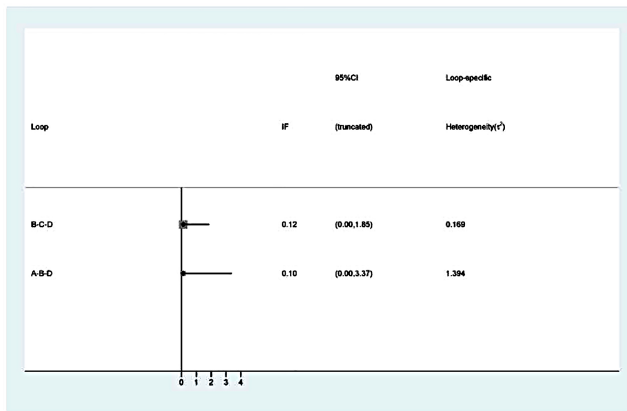 95%CI Loop-specific
Loop IF (truncated) Heterogeneity(τ²)
B-C-D 0.12 (0.00,1.85) 0.169
A-B-D 0.10 (0.00,3.37) 1.394
0 1 2 3 4